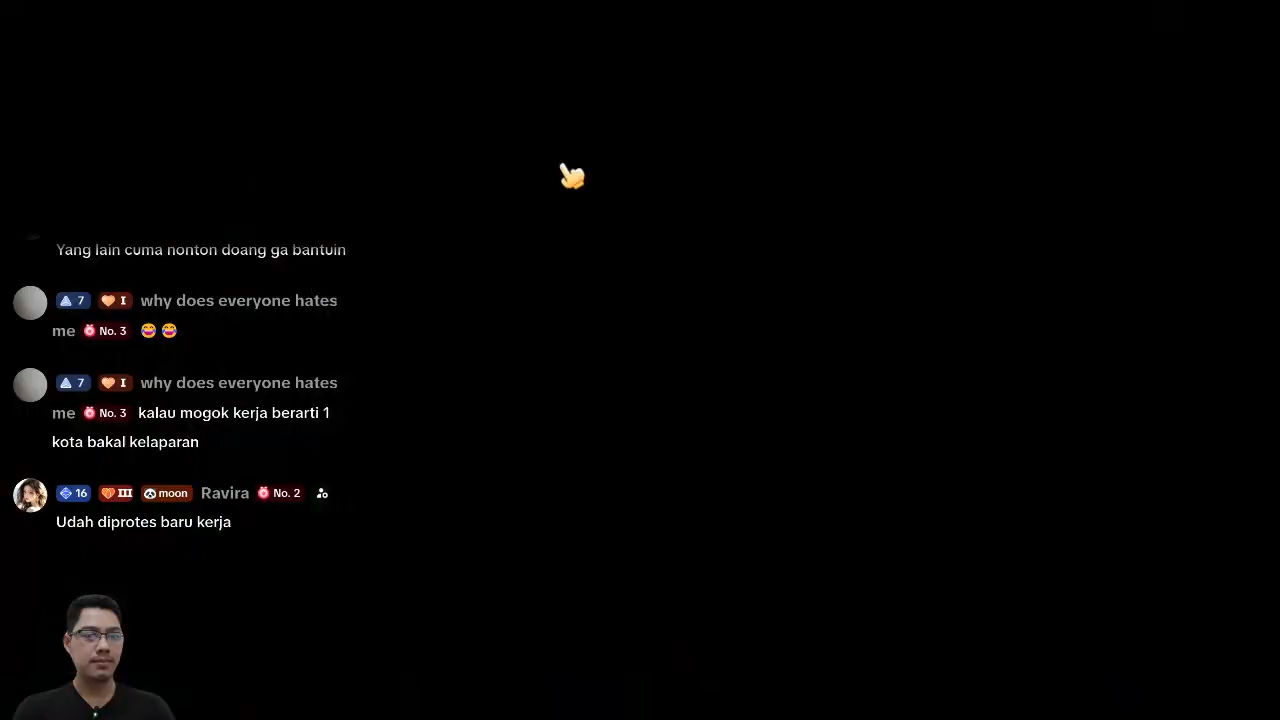 Yang lain cuma nonton doang ga bantuin
7 I why does everyone hates
me No. 3 😂 😂
7 I why does everyone hates
me No. 3 kalau mogok kerja berarti 1
kota bakal kelaparan
16 III moon Ravira No. 2
Udah diprotes baru kerja